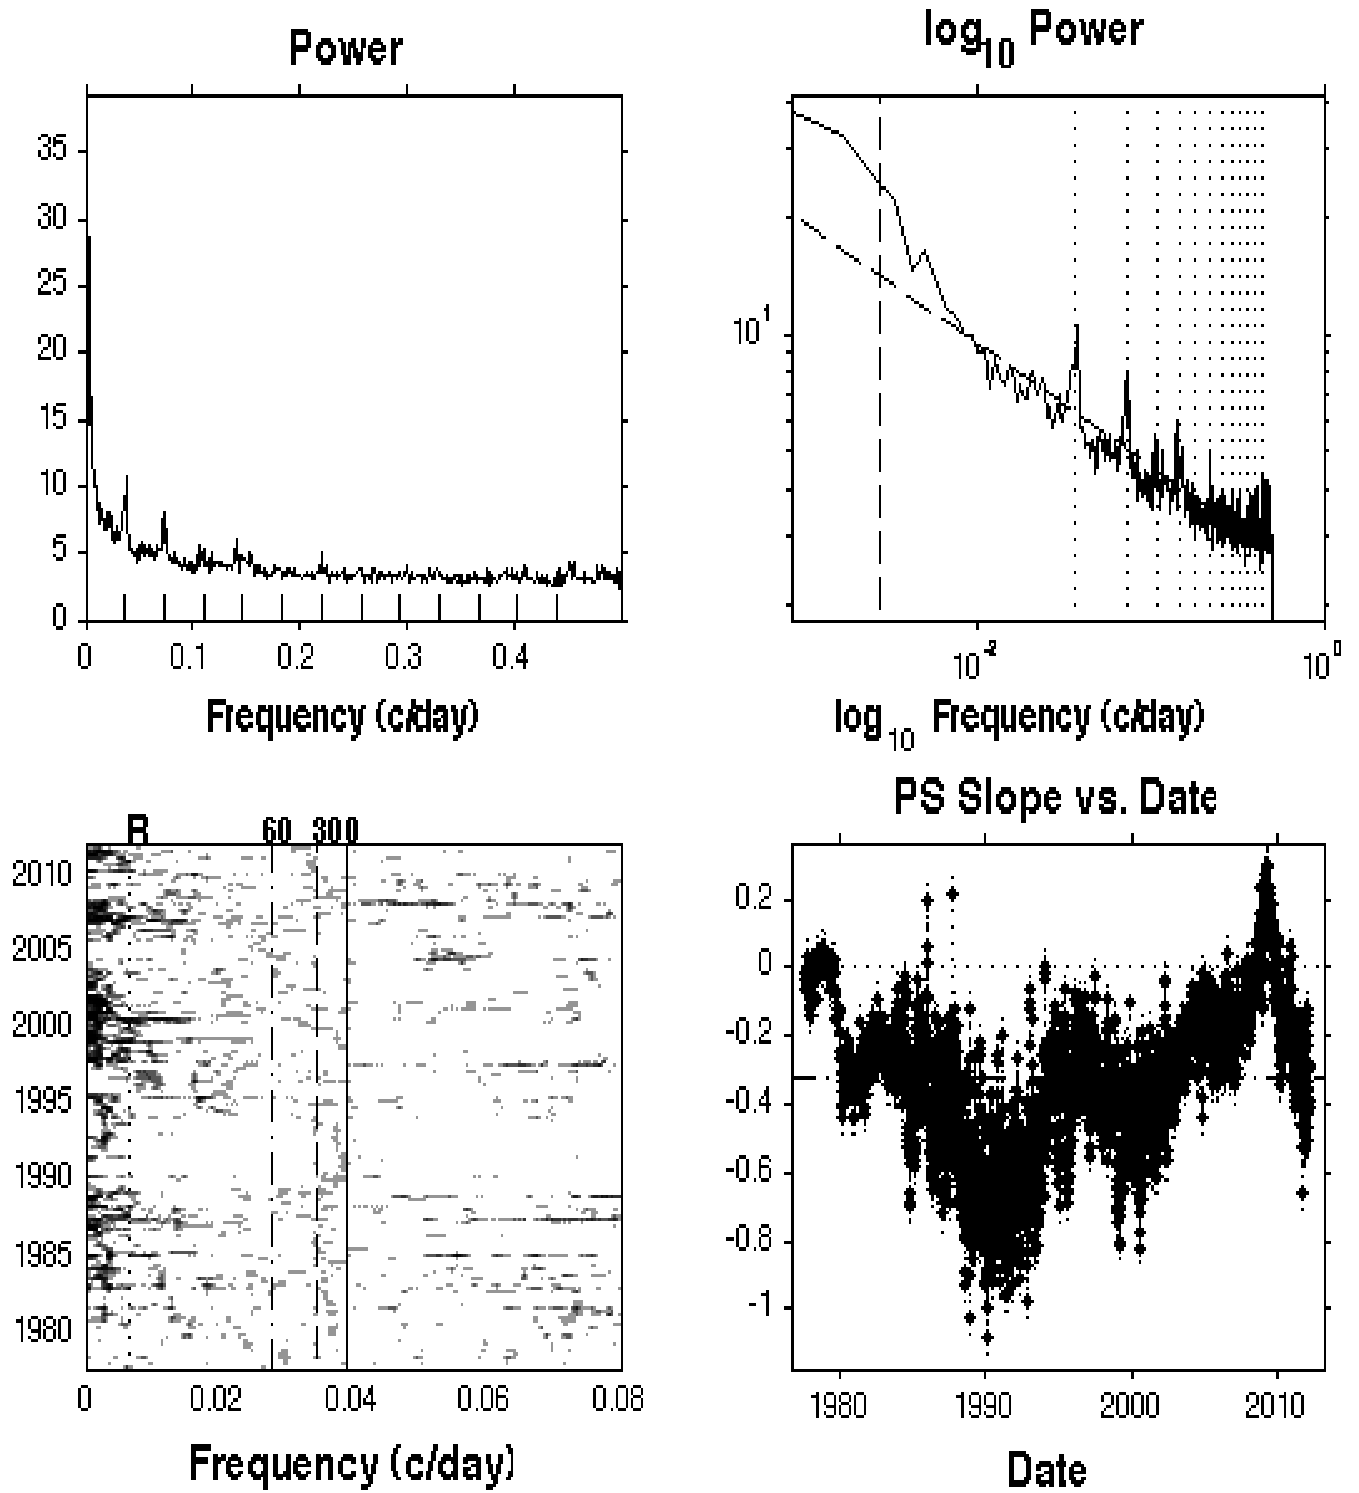 Power
log10 Power
35
30
25
20
15
10
5
0
0 0.1 0.2 0.3 0.4
Frequency (c/day)
10^1
10^-2 10^0
log10 Frequency (c/day)
R 60 300
2010
2005
2000
1995
1990
1985
1980
0 0.02 0.04 0.06 0.08
Frequency (c/day)
PS Slope vs. Date
0.2
0
-0.2
-0.4
-0.6
-0.8
-1
1980 1990 2000 2010
Date